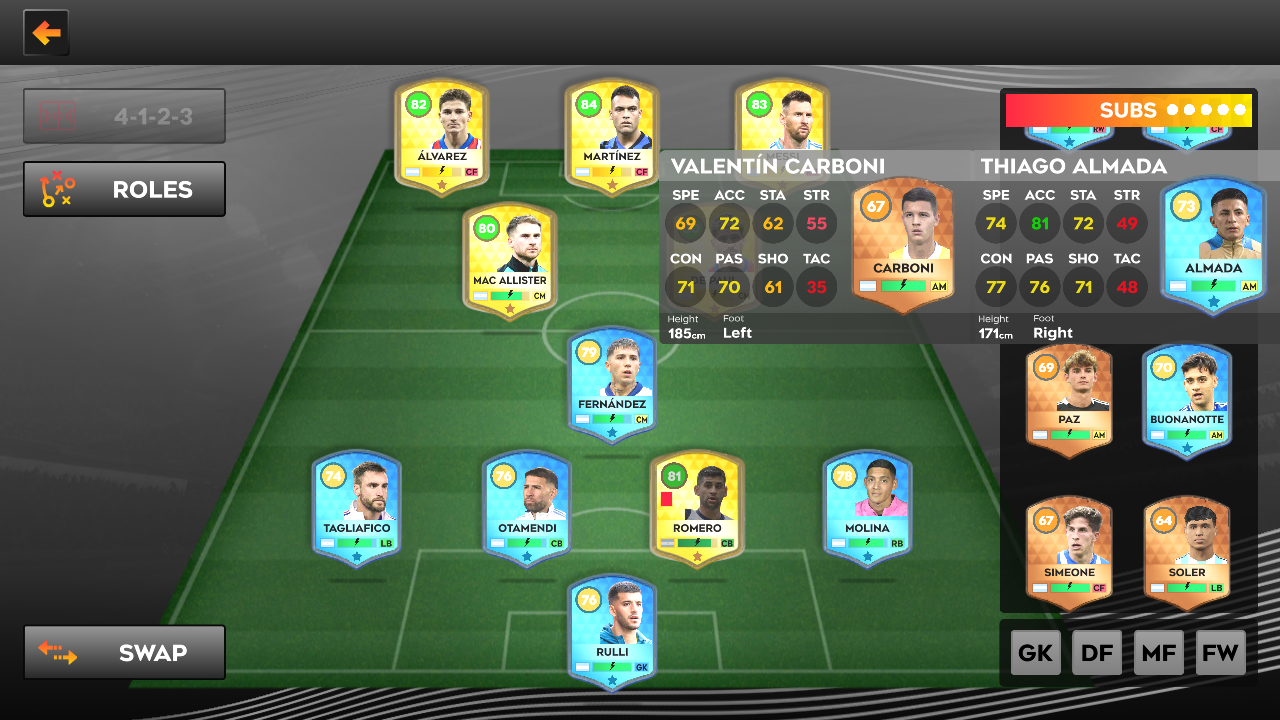 4-1-2-3
ROLES
SWAP
82
ÁLVAREZ
CF
84
MARTÍNEZ
CF
83
80
MAC ALLISTER
CM
79
FERNÁNDEZ
CM
74
TAGLIAFICO
LB
76
OTAMENDI
CB
81
ROMERO
CB
78
MOLINA
RB
76
RULLI
GK
SUBS
RW
CF
VALENTÍN CARBONI
SPE ACC STA STR
69 72 62 55
CON PAS SHO TAC
71 70 61 35
Height Foot
185cm Left
67
CARBONI
AM
THIAGO ALMADA
SPE ACC STA STR
74 81 72 49
CON PAS SHO TAC
77 76 71 48
Height Foot
171cm Right
73
ALMADA
AM
69
PAZ
AM
70
BUONANOTTE
AM
67
SIMEONE
CF
64
SOLER
LB
GK DF MF FW